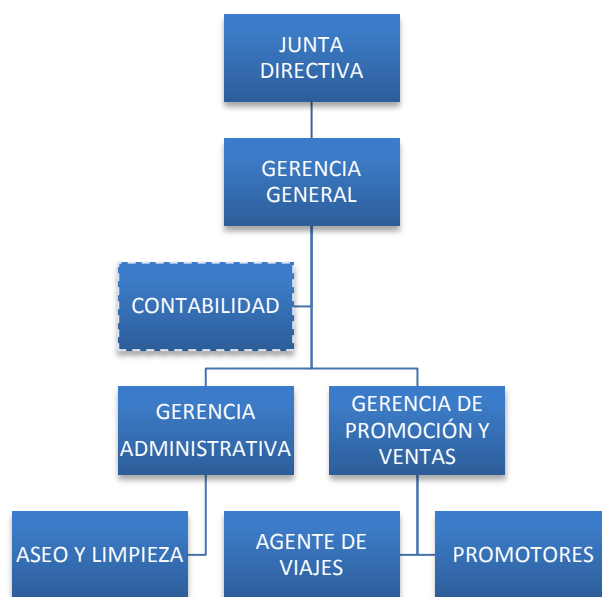 JUNTA
DIRECTIVA
GERENCIA
GENERAL
CONTABILIDAD
GERENCIA
ADMINISTRATIVA
GERENCIA DE
PROMOCIÓN Y
VENTAS
ASEO Y LIMPIEZA
AGENTE DE
VIAJES
PROMOTORES